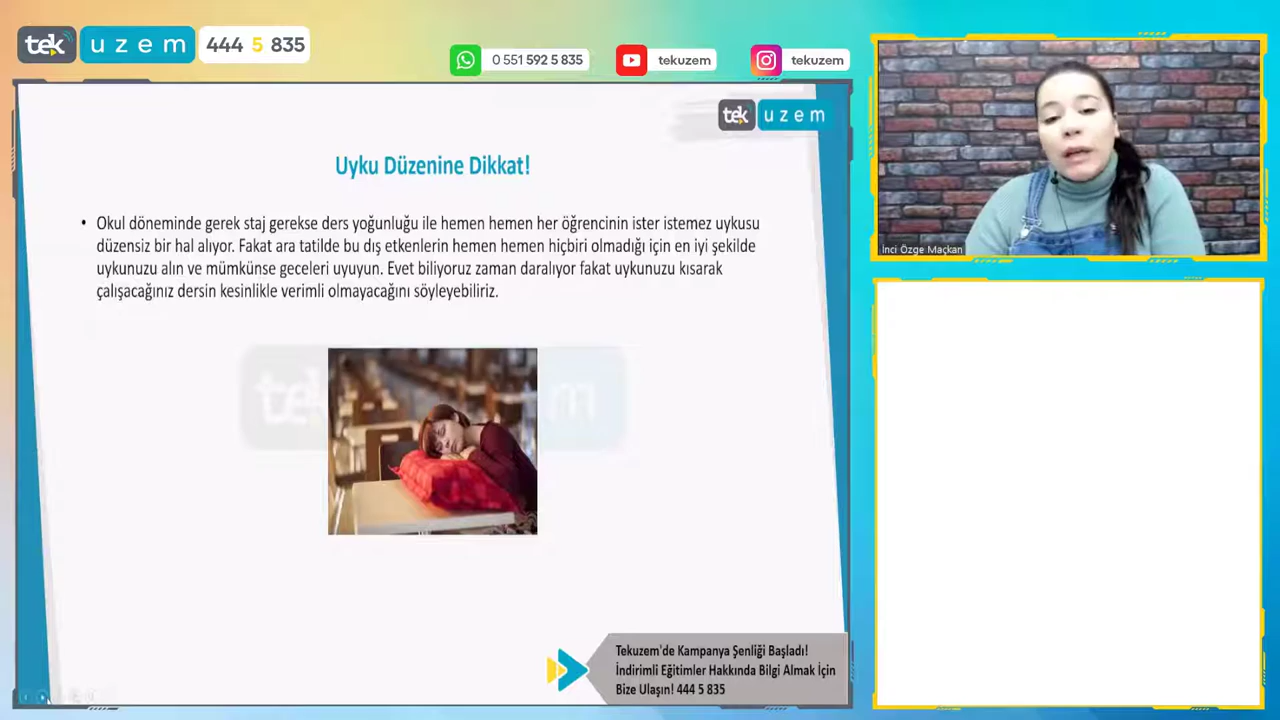 tek uzem 444 5 835
0 551 592 5 835
tekuzem
tekuzem
tek uzem
Uyku Düzenine Dikkat!
• Okul döneminde gerek staj gerekse ders yoğunluğu ile hemen hemen her öğrencinin ister istemez uykusu
düzensiz bir hal alıyor. Fakat ara tatilde bu dış etkenlerin hemen hemen hiçbiri olmadığı için en iyi şekilde
uykunuzu alın ve mümkünse geceleri uyuyun. Evet biliyoruz zaman daralıyor fakat uykunuzu kısarak
çalışacağınız dersin kesinlikle verimli olmayacağını söyleyebiliriz.
Tekuzem'de Kampanya Şenliği Başladı!
İndirimli Eğitimler Hakkında Bilgi Almak İçin
Bize Ulaşın! 444 5 835
İnci Özge Maçkan